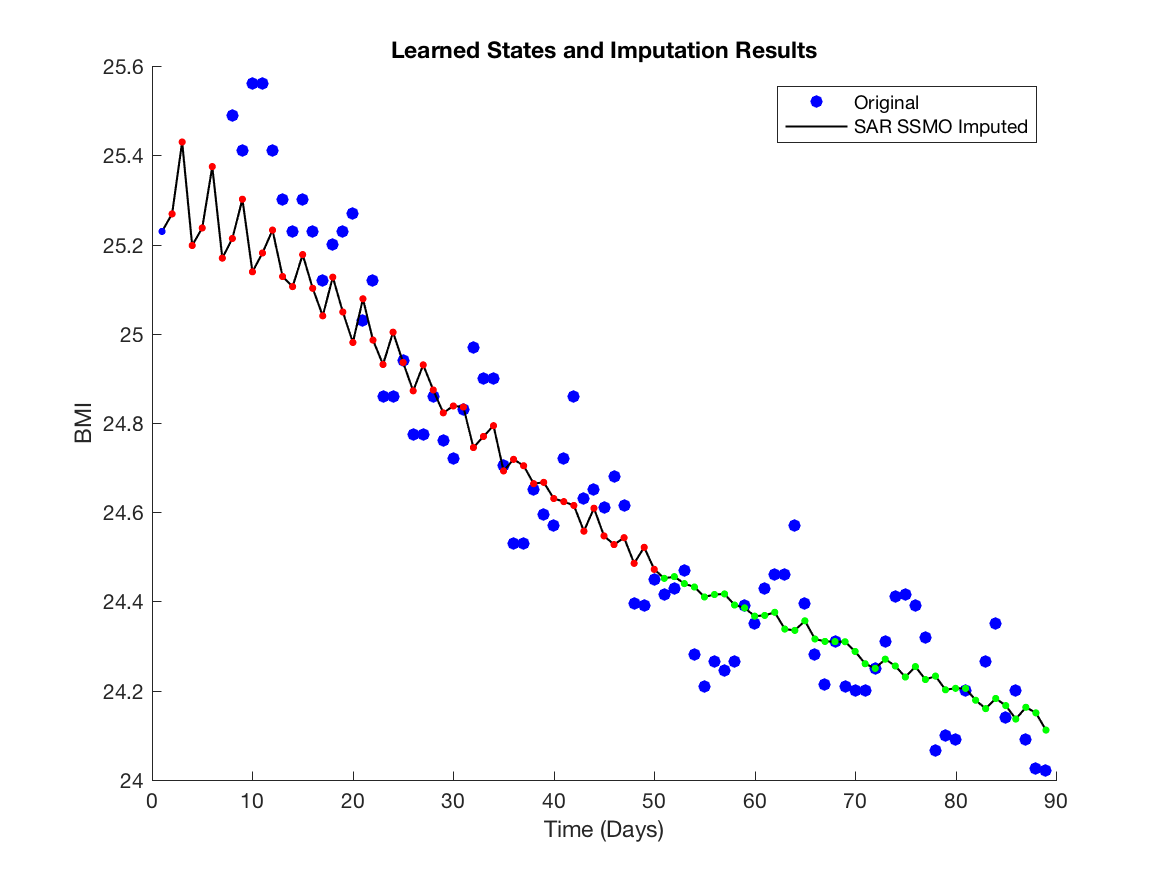 Learned States and Imputation Results
Original
SAR SSMO Imputed
25.6
25.4
25.2
25
24.8
24.6
24.4
24.2
24
BMI
0 10 20 30 40 50 60 70 80 90
Time (Days)